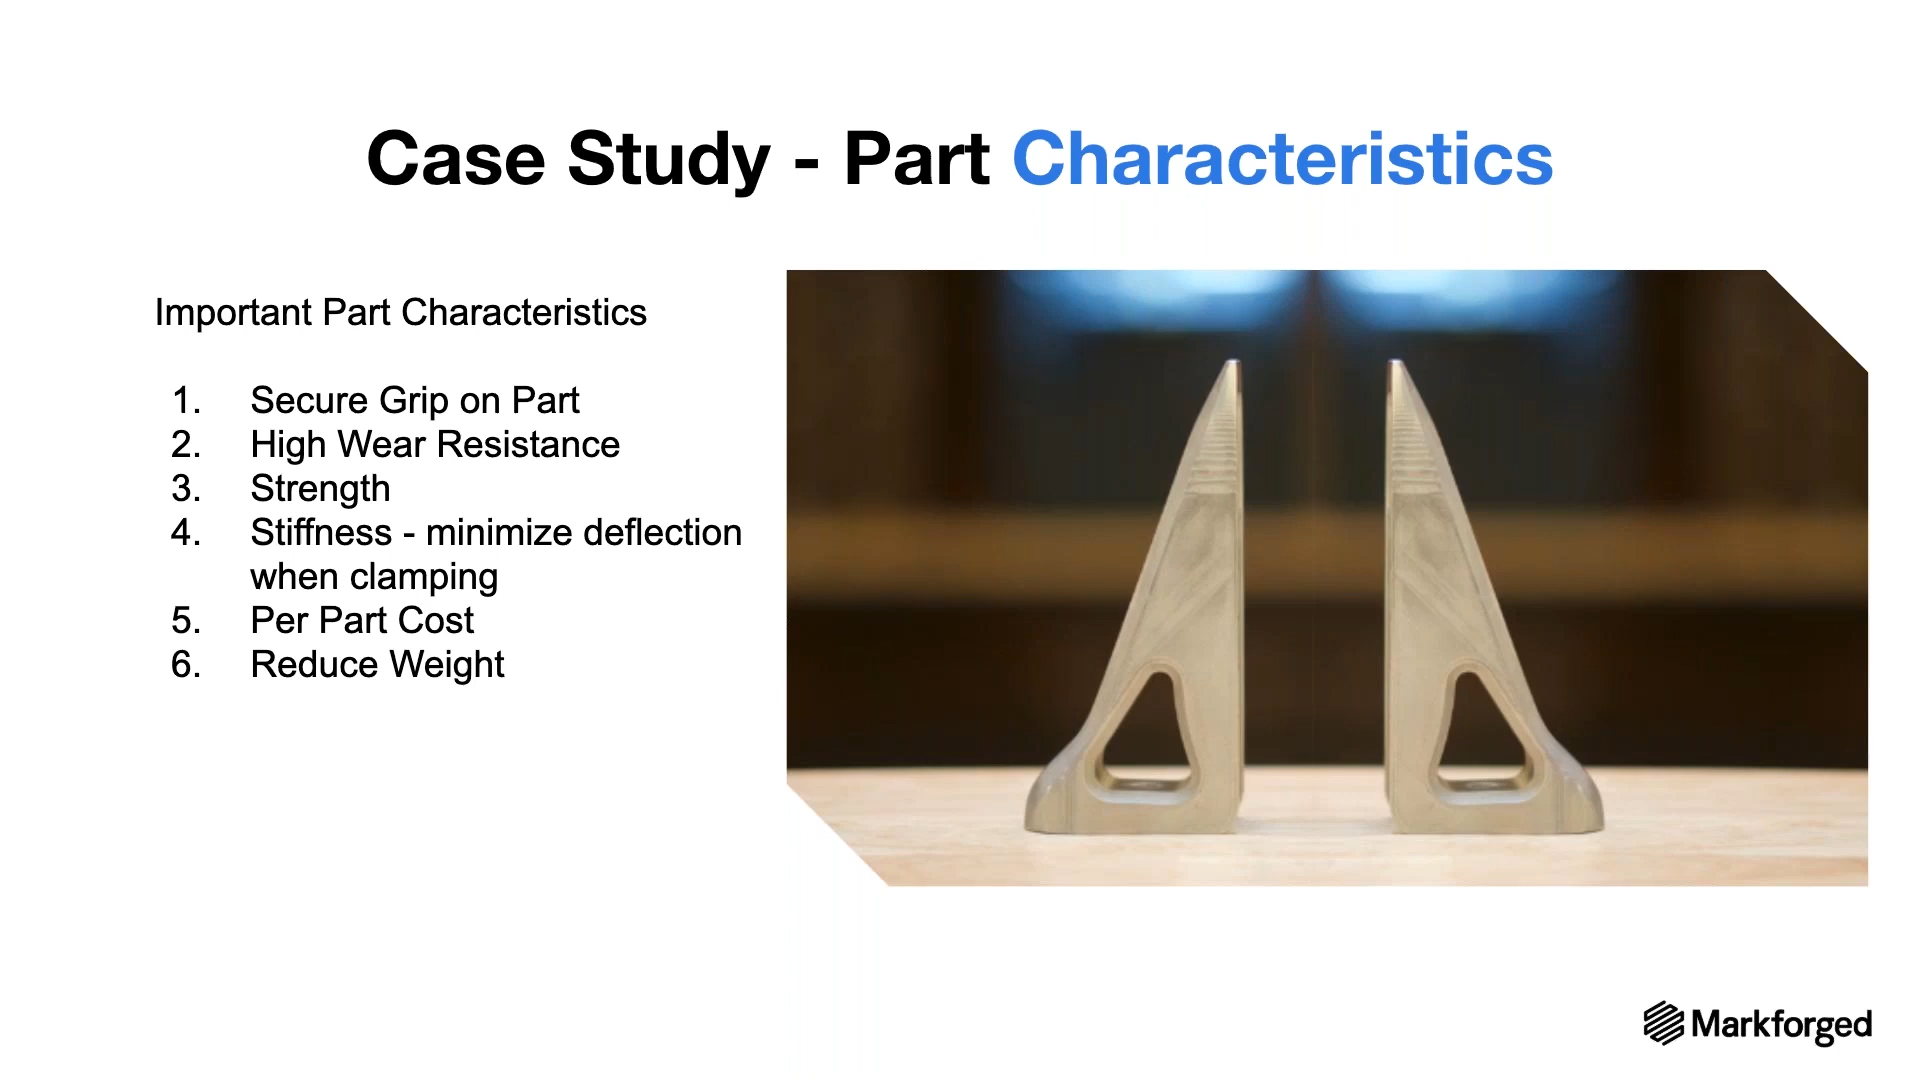 Case Study - Part Characteristics
Important Part Characteristics
1. Secure Grip on Part
2. High Wear Resistance
3. Strength
4. Stiffness - minimize deflection
when clamping
5. Per Part Cost
6. Reduce Weight
Markforged